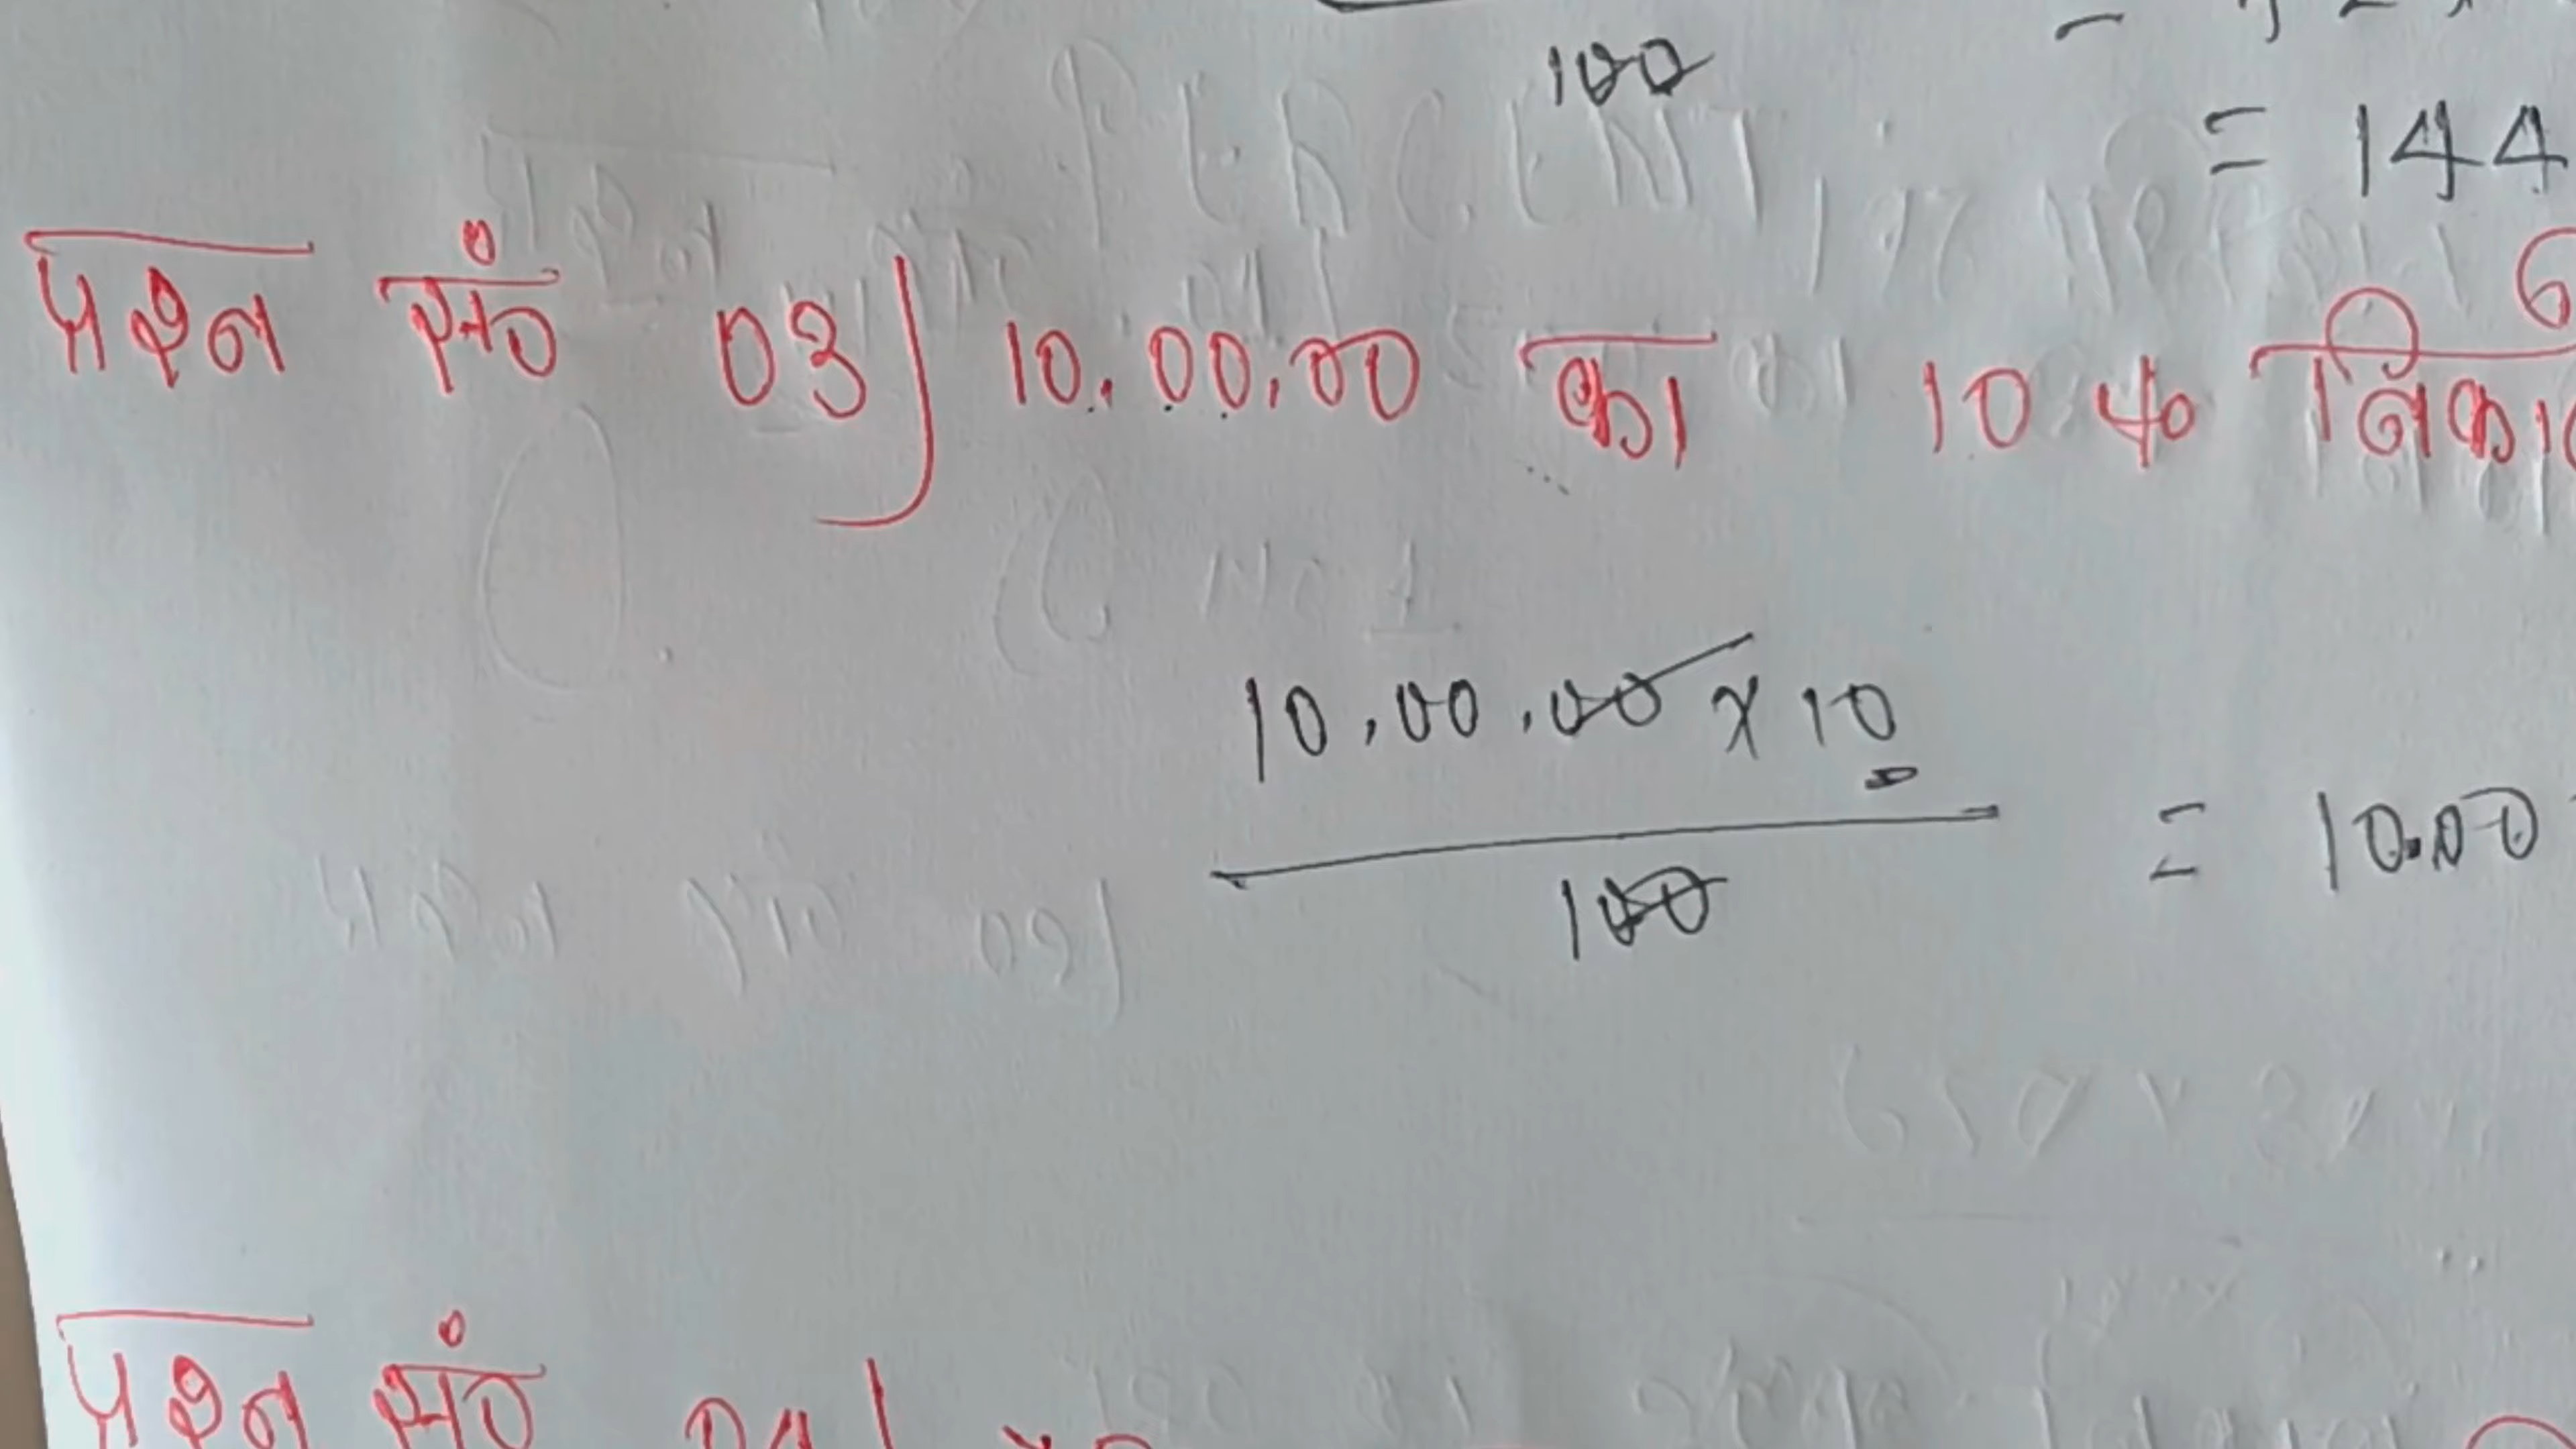 100
= 144
प्रश्न सं० 03) 10.00.00 का 10 % निका
10.00.00 x 10
100
= 10.00
प्रश्न सं०